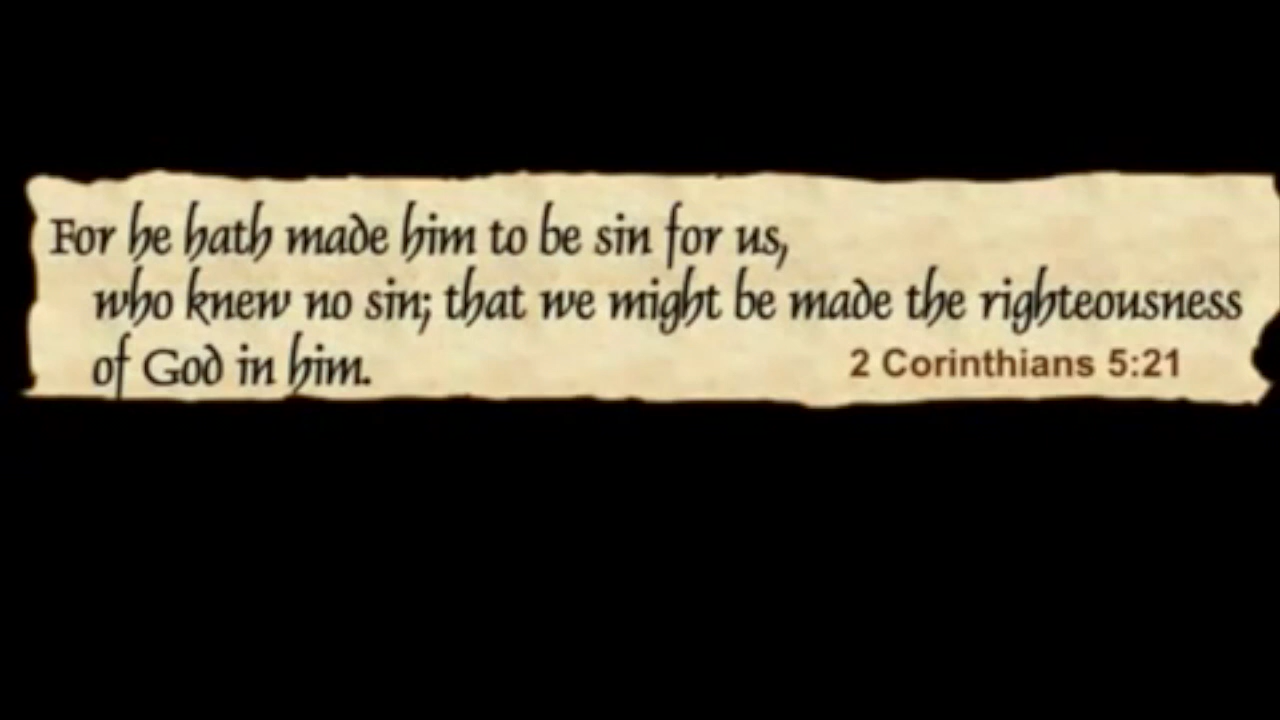 For he hath made him to be sin for us,
who knew no sin; that we might be made the righteousness
of God in him.
2 Corinthians 5:21